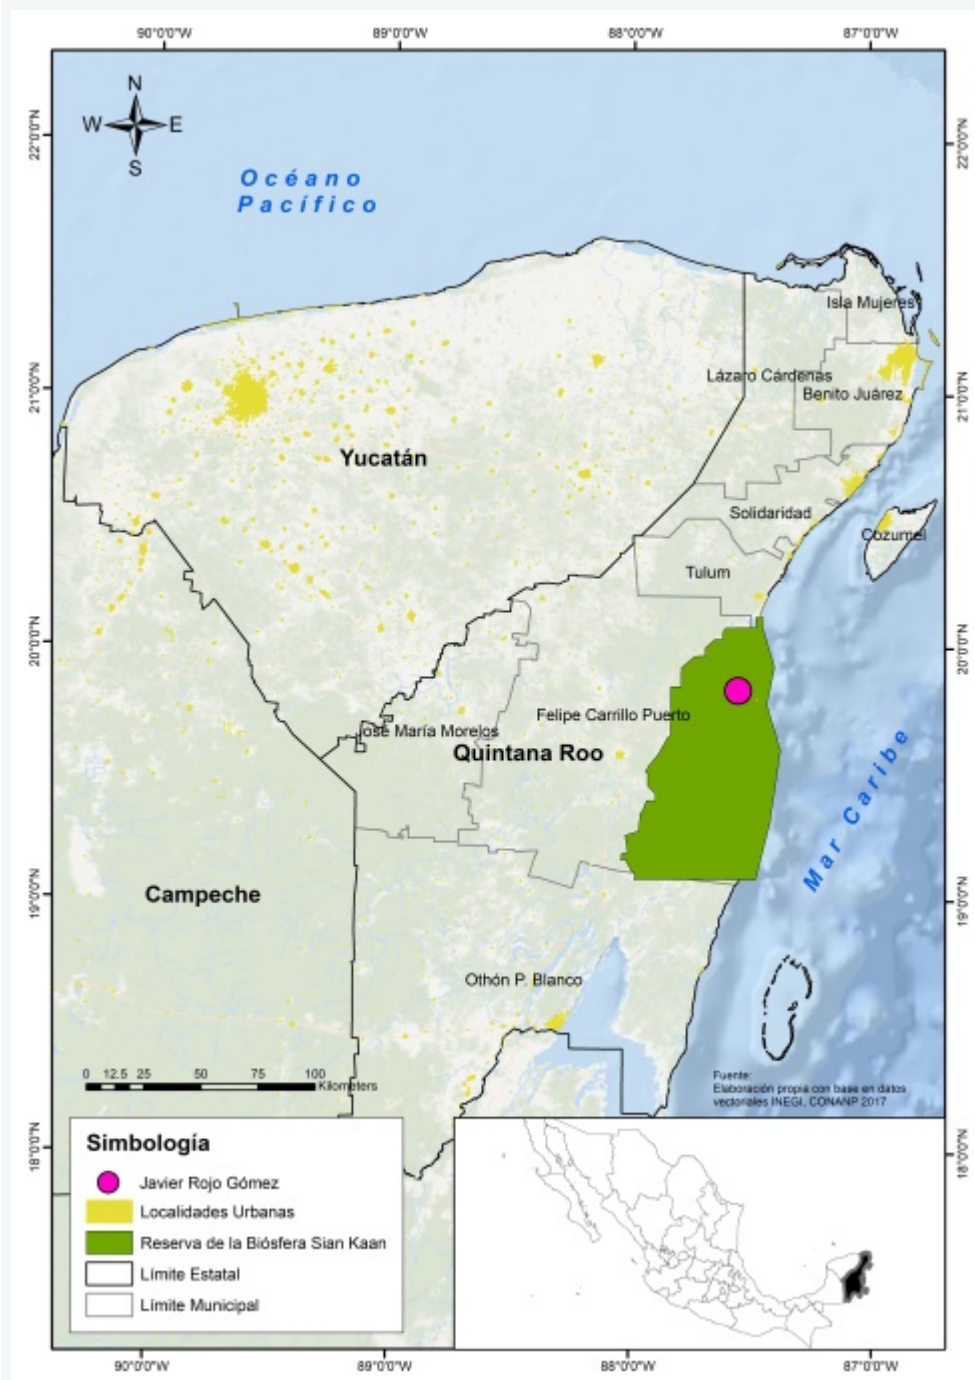 90°0'0"W
89°0'0"W
88°0'0"W
87°0'0"W
N
W E
S
22°0'0"N
22°0'0"N
Océano
Pacífico
Isla Mujeres
Lázaro Cárdenas
Benito Juárez
21°0'0"N
21°0'0"N
Yucatán
Solidaridad
Cozumel
Tulum
20°0'0"N
20°0'0"N
Felipe Carrillo Puerto
José María Morelos
Quintana Roo
Mar Caribe
Campeche
19°0'0"N
19°0'0"N
Othón P. Blanco
0 12.5 25 50 75 100
Kilometers
Fuente:
Elaboración propia con base en datos
vectoriales INEGI, CONANP 2017
18°0'0"N
18°0'0"N
Simbología
Javier Rojo Gómez
Localidades Urbanas
Reserva de la Biósfera Sian Kaan
Límite Estatal
Límite Municipal
90°0'0"W
89°0'0"W
88°0'0"W
87°0'0"W